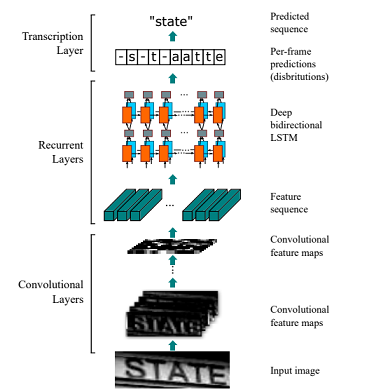 "state"
Predicted
sequence
Transcription
Layer
-s-t-aatte
Per-frame
predictions
(disbritutions)
Deep
bidirectional
LSTM
Recurrent
Layers
...
Feature
sequence
Convolutional
feature maps
Convolutional
Layers
STATE
Convolutional
feature maps
STATE
Input image